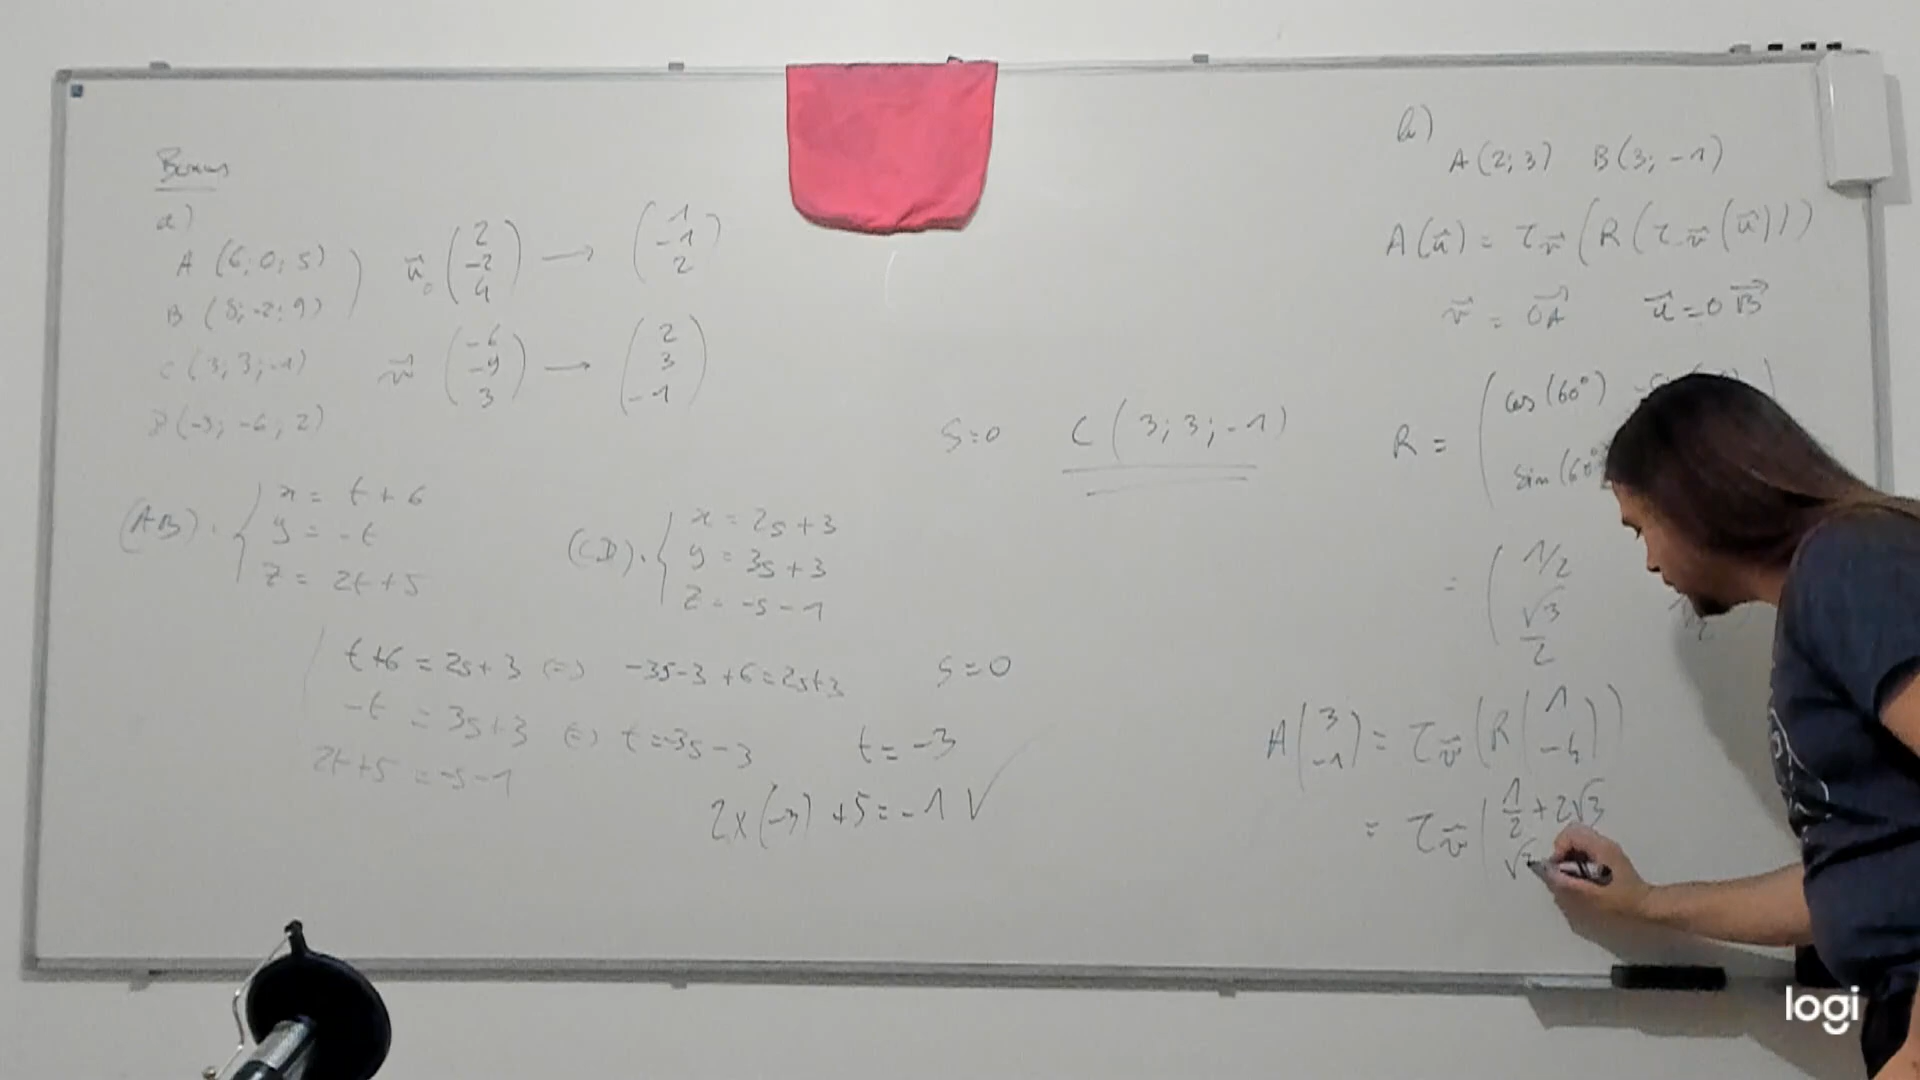 Bonus
a)
A (6; 0; 5)
B (8; -2; 9)
C (3; 3; -1)
D (-3; -6; 2)
u⃗ (2 -2 4) → (1 -1 2)
v⃗ (-6 -9 3) → (2 3 -1)
(AB): { x = t + 6
y = -t
z = 2t + 5
(CD): { x = 2s + 3
y = 3s + 3
z = -s - 1
t+6 = 2s+3 (=) -3s-3+6=2s+3 s=0
-t = 3s+3 (=) t=-3s-3 t=-3
2t+5 = -s-1
2x(-3)+5=-1 √
s=0 C (3; 3; -1)
b)
A(2; 3) B(3; -1)
A(u⃗) = τv⃗ (R (τ-v⃗ (u⃗)))
v⃗ = OA⃗ u⃗ = OB⃗
R = (cos(60°)
sin(60°
= (1/2
√3/2 1/2
A (3 -1) = τv⃗ (R (1 -4))
= τv⃗ (1/2 + 2√3
logi